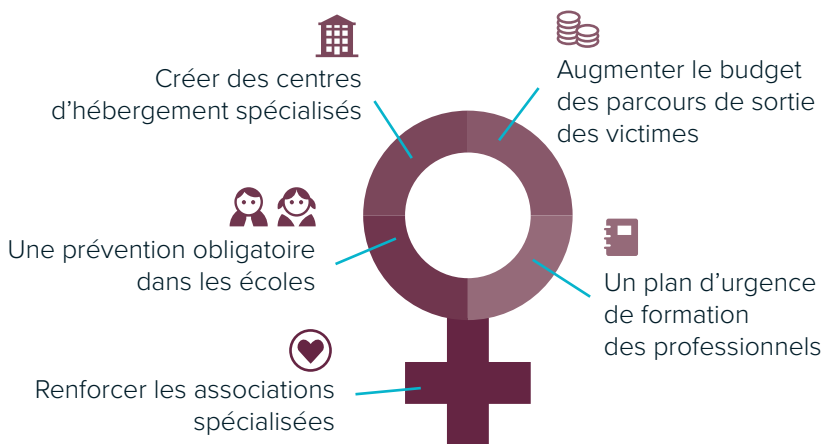 Créer des centres
d’hébergement spécialisés
Augmenter le budget
des parcours de sortie
des victimes
Une prévention obligatoire
dans les écoles
Un plan d’urgence
de formation
des professionnels
Renforcer les associations
spécialisées